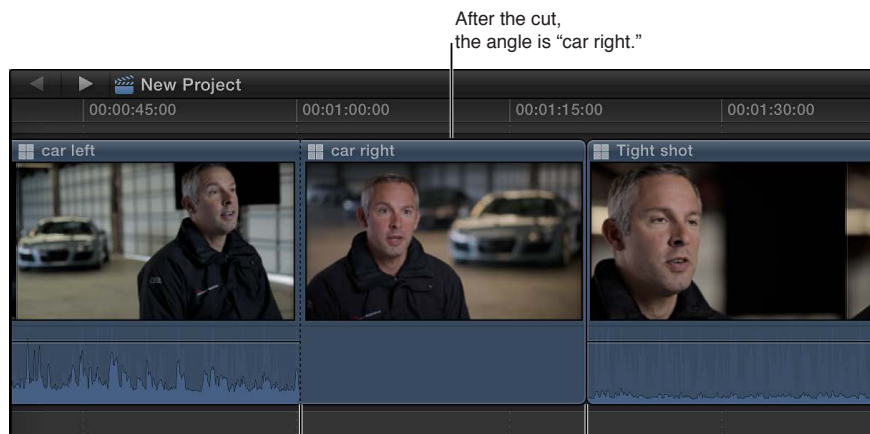 After the cut,
the angle is “car right.”
New Project
00:00:45:00
00:01:00:00
00:01:15:00
00:01:30:00
car left
car right
Tight shot